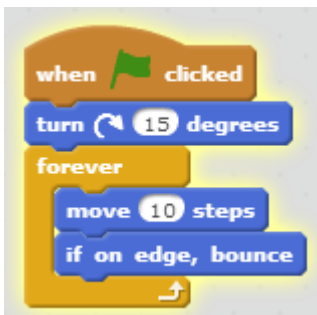 when clicked
turn 15 degrees
forever
move 10 steps
if on edge, bounce